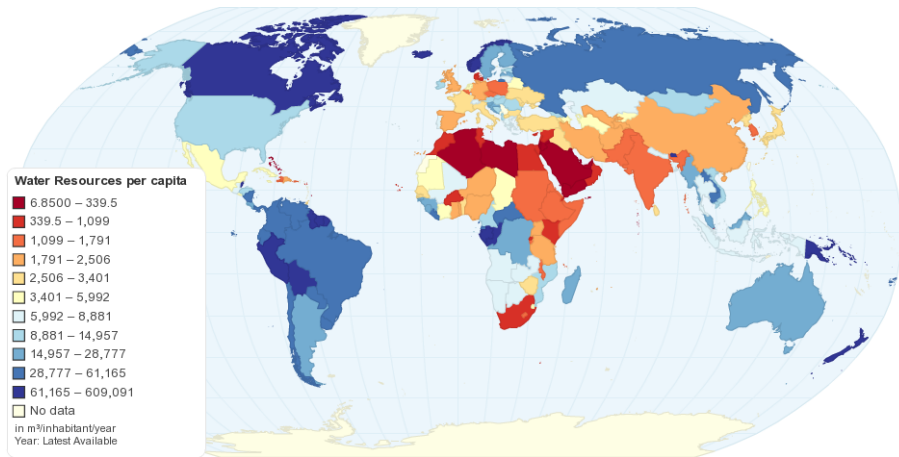 Water Resources per capita
6.8500 – 339.5
339.5 – 1,099
1,099 – 1,791
1,791 – 2,506
2,506 – 3,401
3,401 – 5,992
5,992 – 8,881
8,881 – 14,957
14,957 – 28,777
28,777 – 61,165
61,165 – 609,091
No data
in m³/inhabitant/year
Year: Latest Available